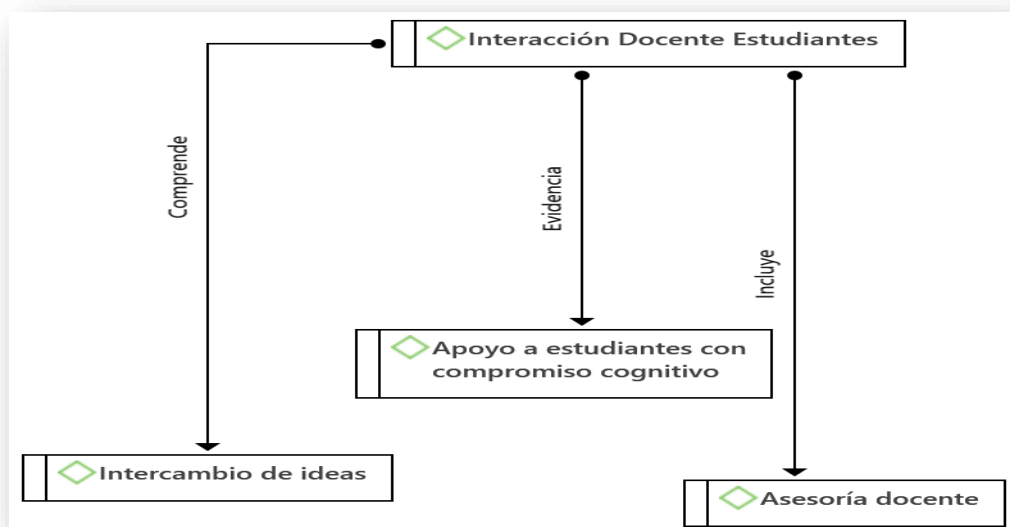 Interacción Docente Estudiantes
Comprende
Evidencia
Incluye
Apoyo a estudiantes con
compromiso cognitivo
Intercambio de ideas
Asesoría docente